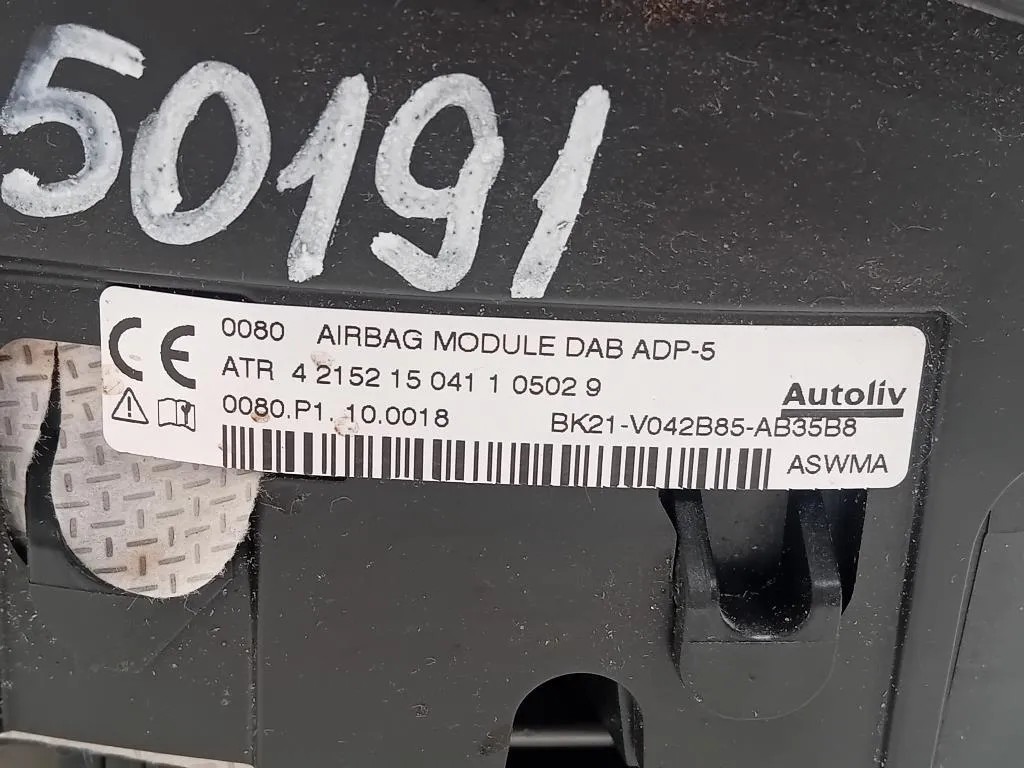 50191
CE 0080 AIRBAG MODULE DAB ADP-5
ATR 4 2152 15 041 1 0502 9
Autoliv
0080.P1. 10.0018 BK21-V042B85-AB35B8
ASWMA